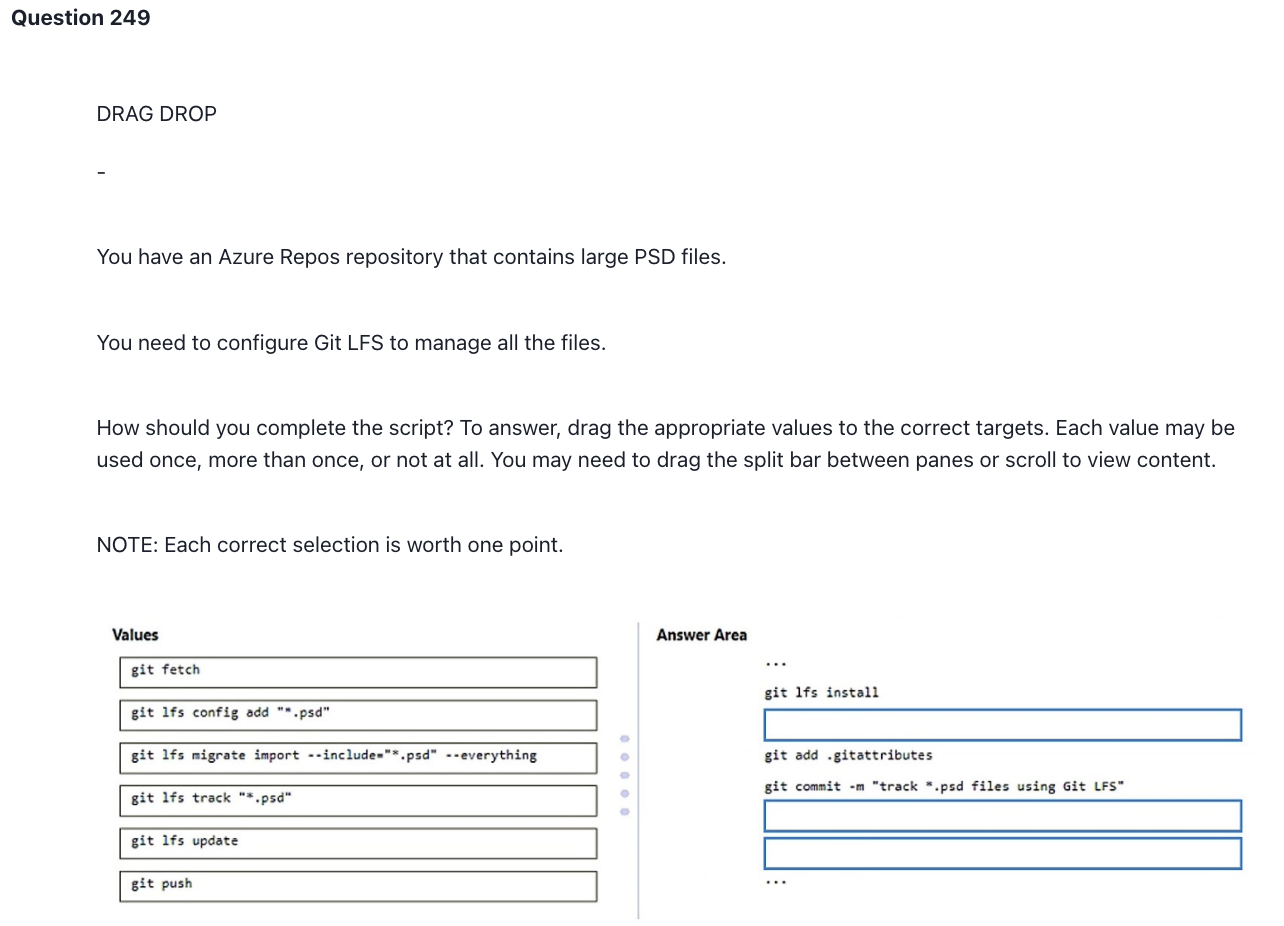 Question 249
DRAG DROP
-
You have an Azure Repos repository that contains large PSD files.
You need to configure Git LFS to manage all the files.
How should you complete the script? To answer, drag the appropriate values to the correct targets. Each value may be
used once, more than once, or not at all. You may need to drag the split bar between panes or scroll to view content.
NOTE: Each correct selection is worth one point.
Values
git fetch
git lfs config add "*.psd"
git lfs migrate import --include="*.psd" --everything
git lfs track "*.psd"
git lfs update
git push
Answer Area
...
git lfs install
git add .gitattributes
git commit -m "track *.psd files using Git LFS"
...